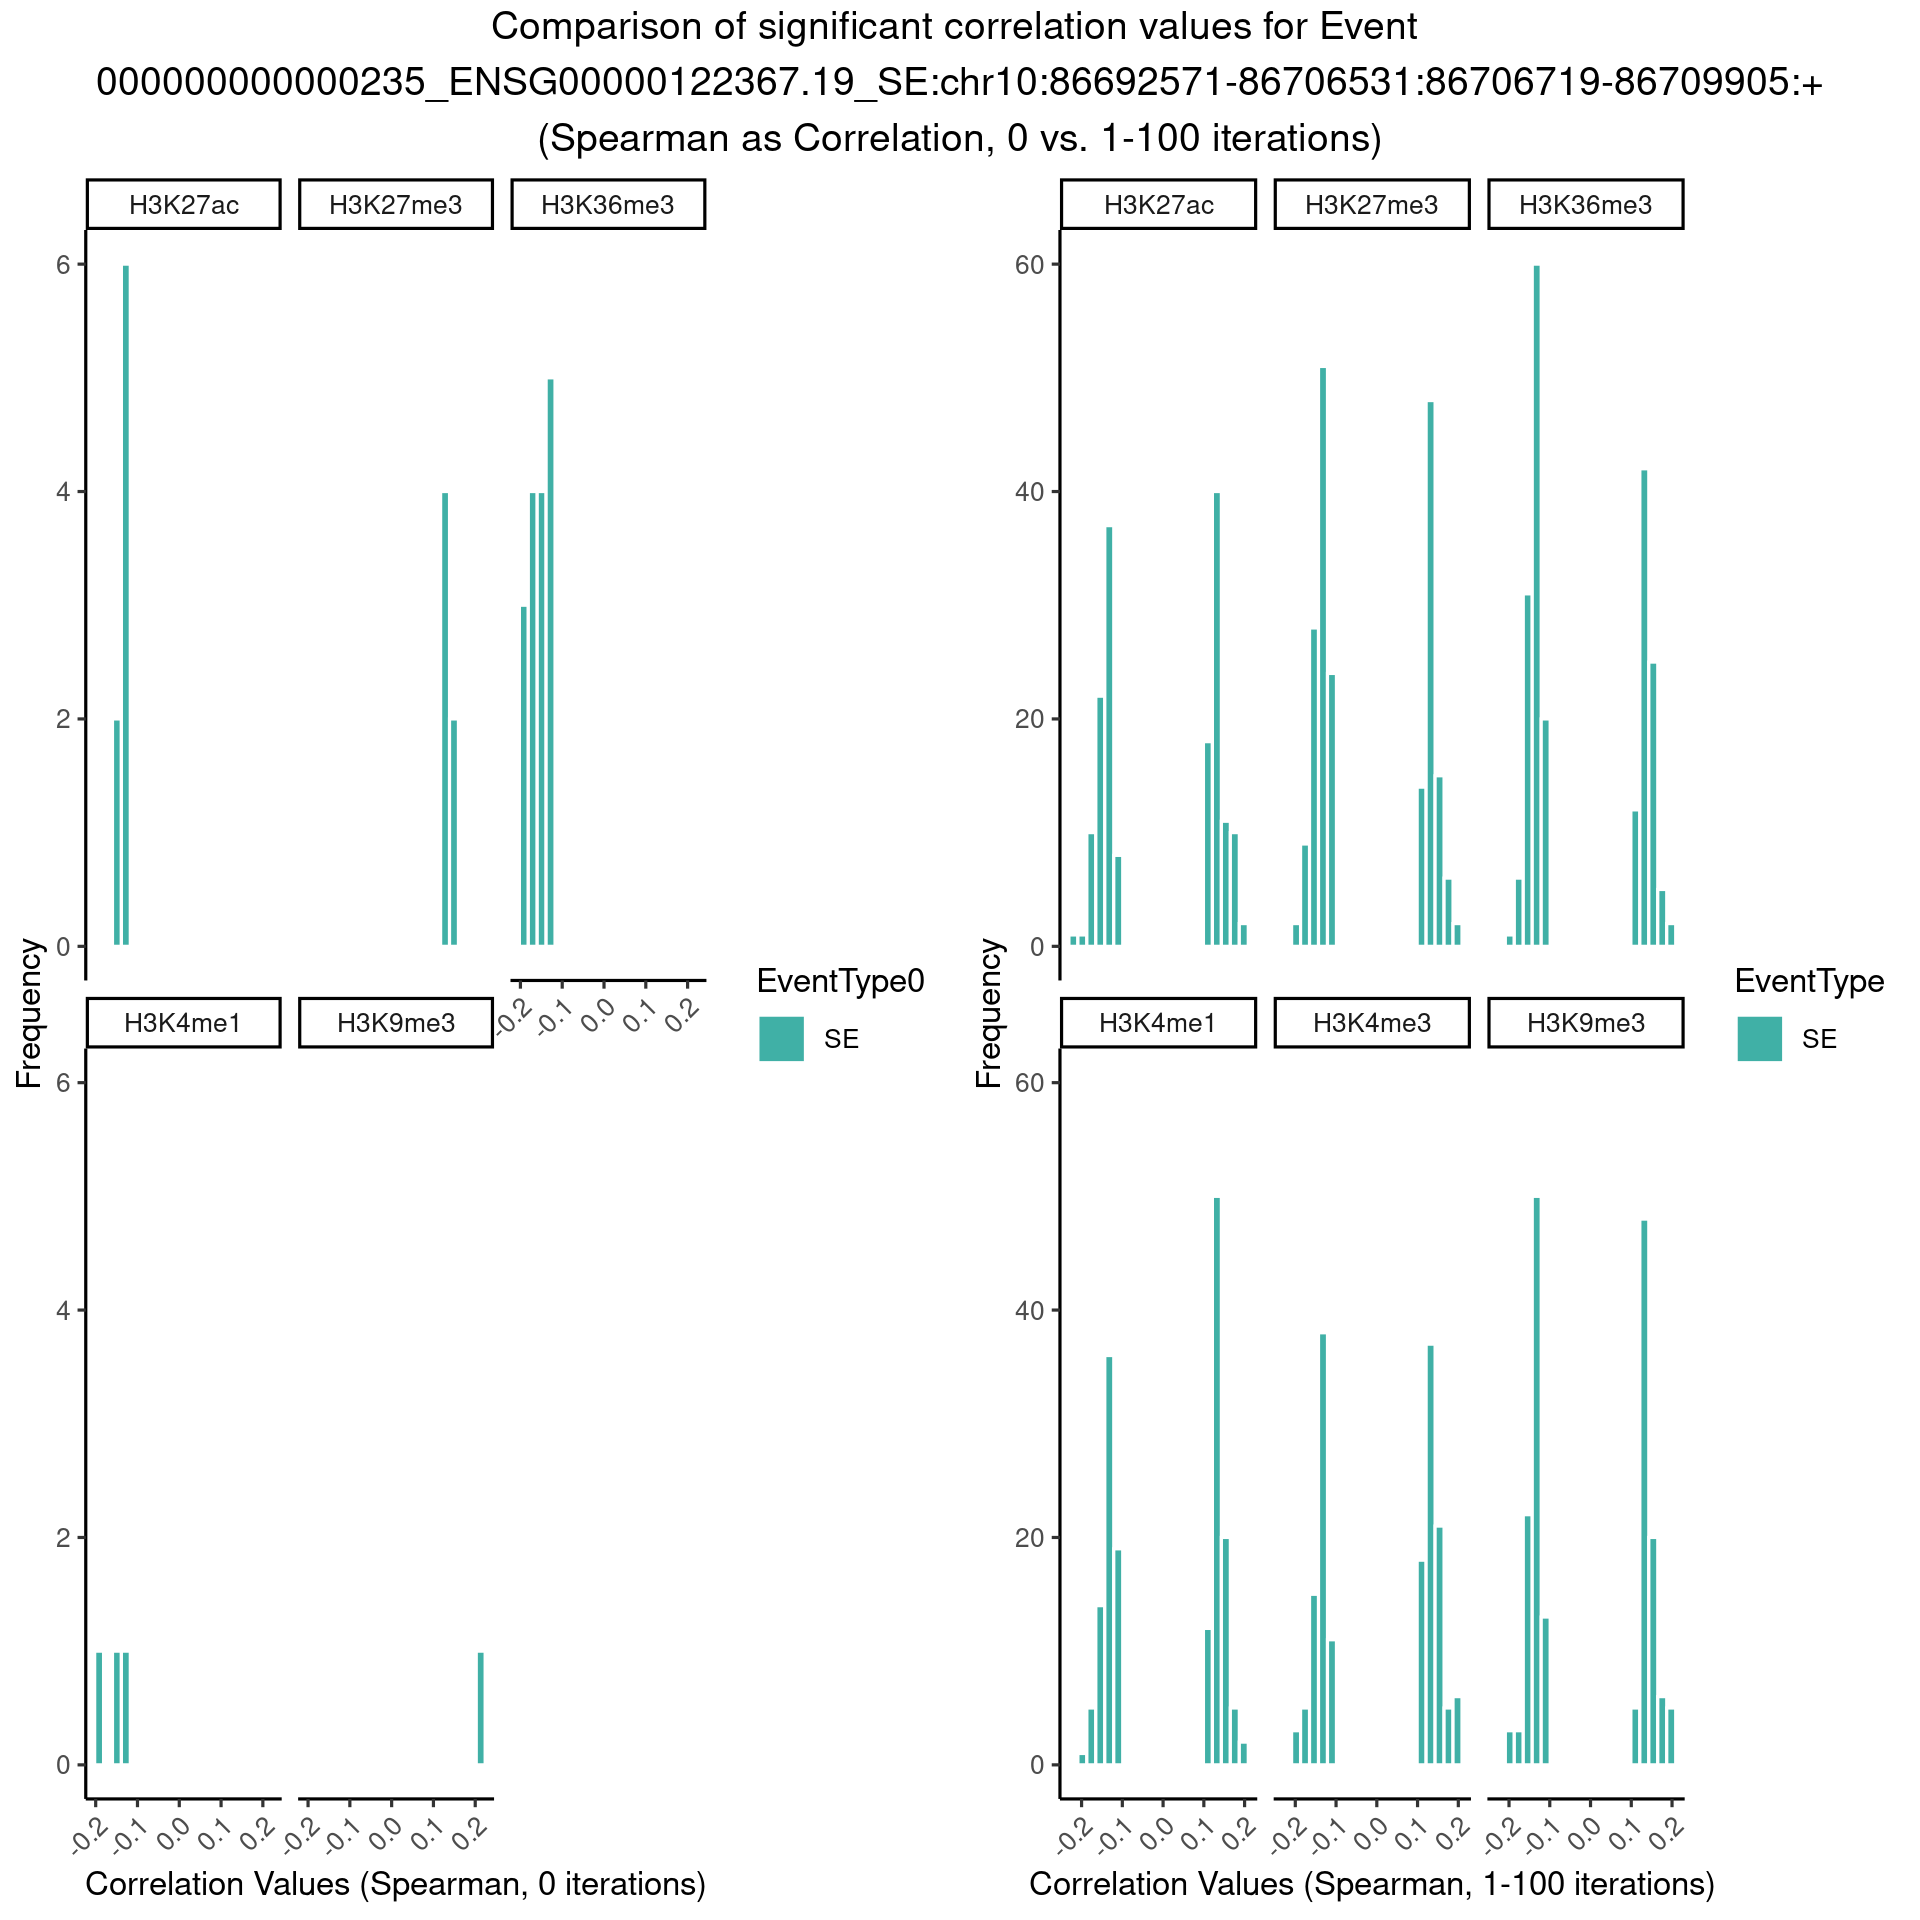 Comparison of significant correlation values for Event
000000000000235_ENSG00000122367.19_SE:chr10:86692571-86706531:86706719-86709905:+
(Spearman as Correlation, 0 vs. 1-100 iterations)
H3K27ac H3K27me3 H3K36me3
6
4
2
0
-0.2 -0.1 0.0 0.1 0.2
Frequency
H3K4me1 H3K9me3
6
4
2
0
-0.2 -0.1 0.0 0.1 0.2 -0.2 -0.1 0.0 0.1 0.2
Correlation Values (Spearman, 0 iterations)
EventType0
SE
H3K27ac H3K27me3 H3K36me3
60
40
20
0
Frequency
H3K4me1 H3K4me3 H3K9me3
60
40
20
0
-0.2 -0.1 0.0 0.1 0.2 -0.2 -0.1 0.0 0.1 0.2 -0.2 -0.1 0.0 0.1 0.2
Correlation Values (Spearman, 1-100 iterations)
EventType
SE